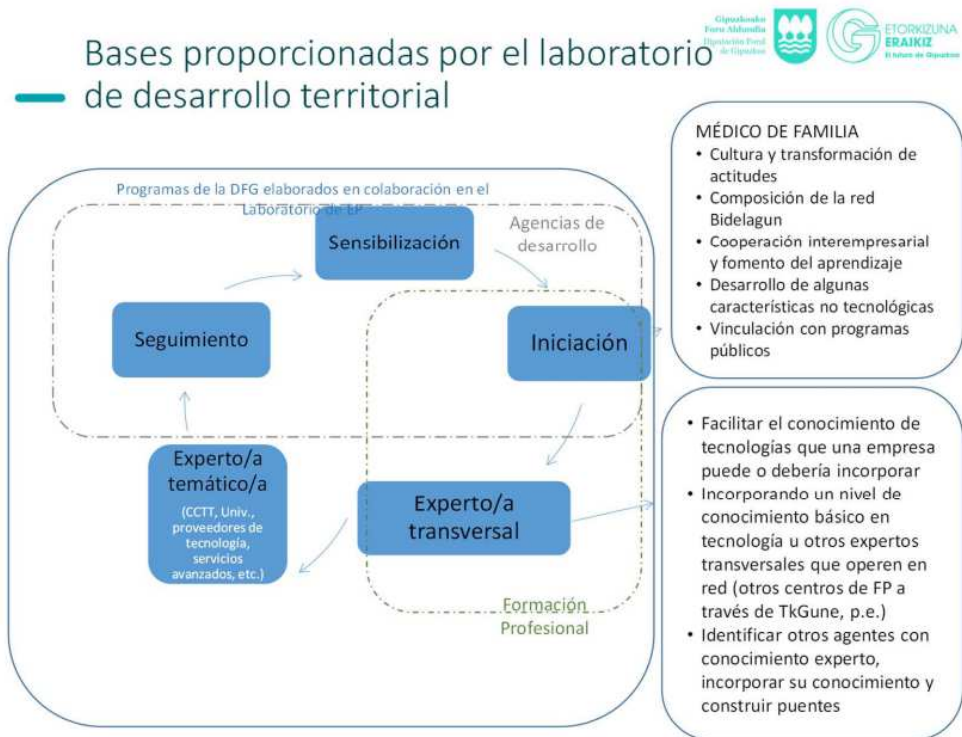 Gipuzkoako
Foru Aldundia
Diputación Foral
de Gipuzkoa
ETORKIZUNA
ERAIKIZ
El futuro de Gipuzkoa
Bases proporcionadas por el laboratorio
de desarrollo territorial
Programas de la DFG elaborados en colaboración en el
Laboratorio de EP
Agencias de
desarrollo
Sensibilización
Seguimiento
Iniciación
Experto/a
temático/a
(CCTT, Univ.,
proveedores de
tecnología,
servicios
avanzados, etc.)
Experto/a
transversal
Formación
Profesional
MÉDICO DE FAMILIA
• Cultura y transformación de
actitudes
• Composición de la red
Bidelagun
• Cooperación interempresarial
y fomento del aprendizaje
• Desarrollo de algunas
características no tecnológicas
• Vinculación con programas
públicos
• Facilitar el conocimiento de
tecnologías que una empresa
puede o debería incorporar
• Incorporando un nivel de
conocimiento básico en
tecnología u otros expertos
transversales que operen en
red (otros centros de FP a
través de TkGune, p.e.)
• Identificar otros agentes con
conocimiento experto,
incorporar su conocimiento y
construir puentes